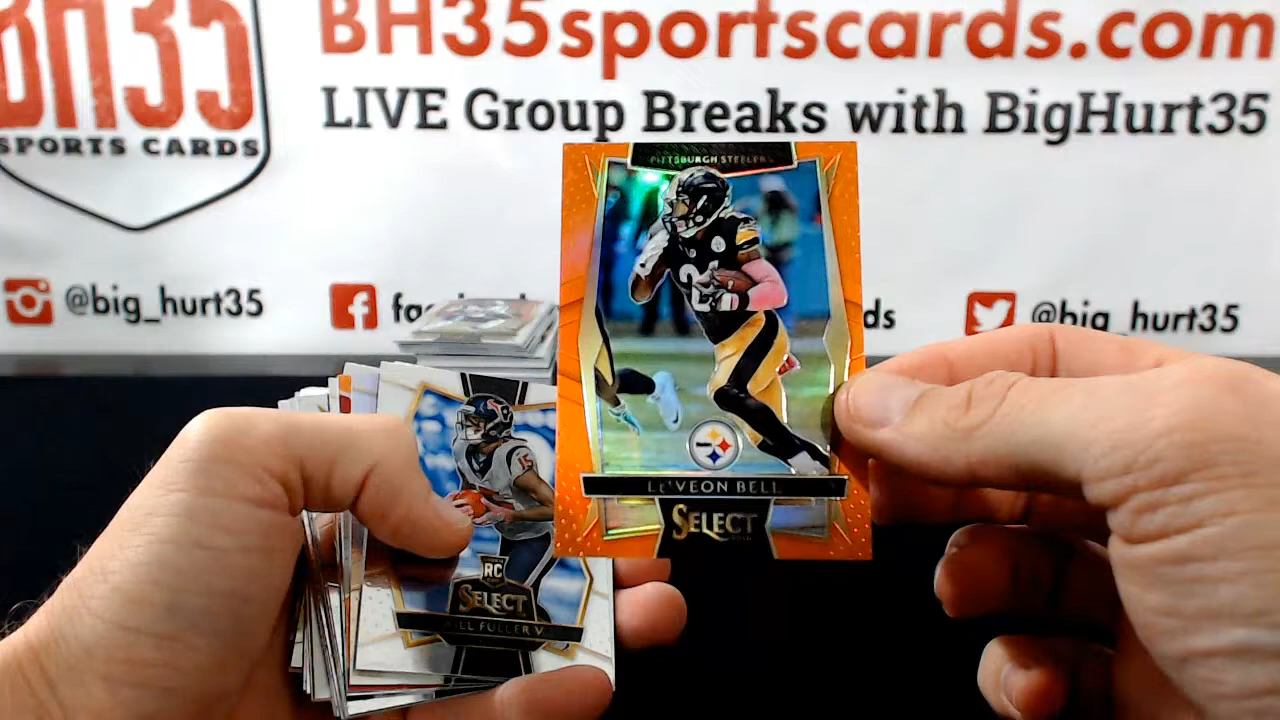 BH35
SPORTS CARDS
BH35sportscards.com
LIVE Group Breaks with BigHurt35
@big_hurt35
@big_hurt35
PITTSBURGH STEELERS
LE'VEON BELL
SELECT
15
RC
SELECT
WILL FULLER V